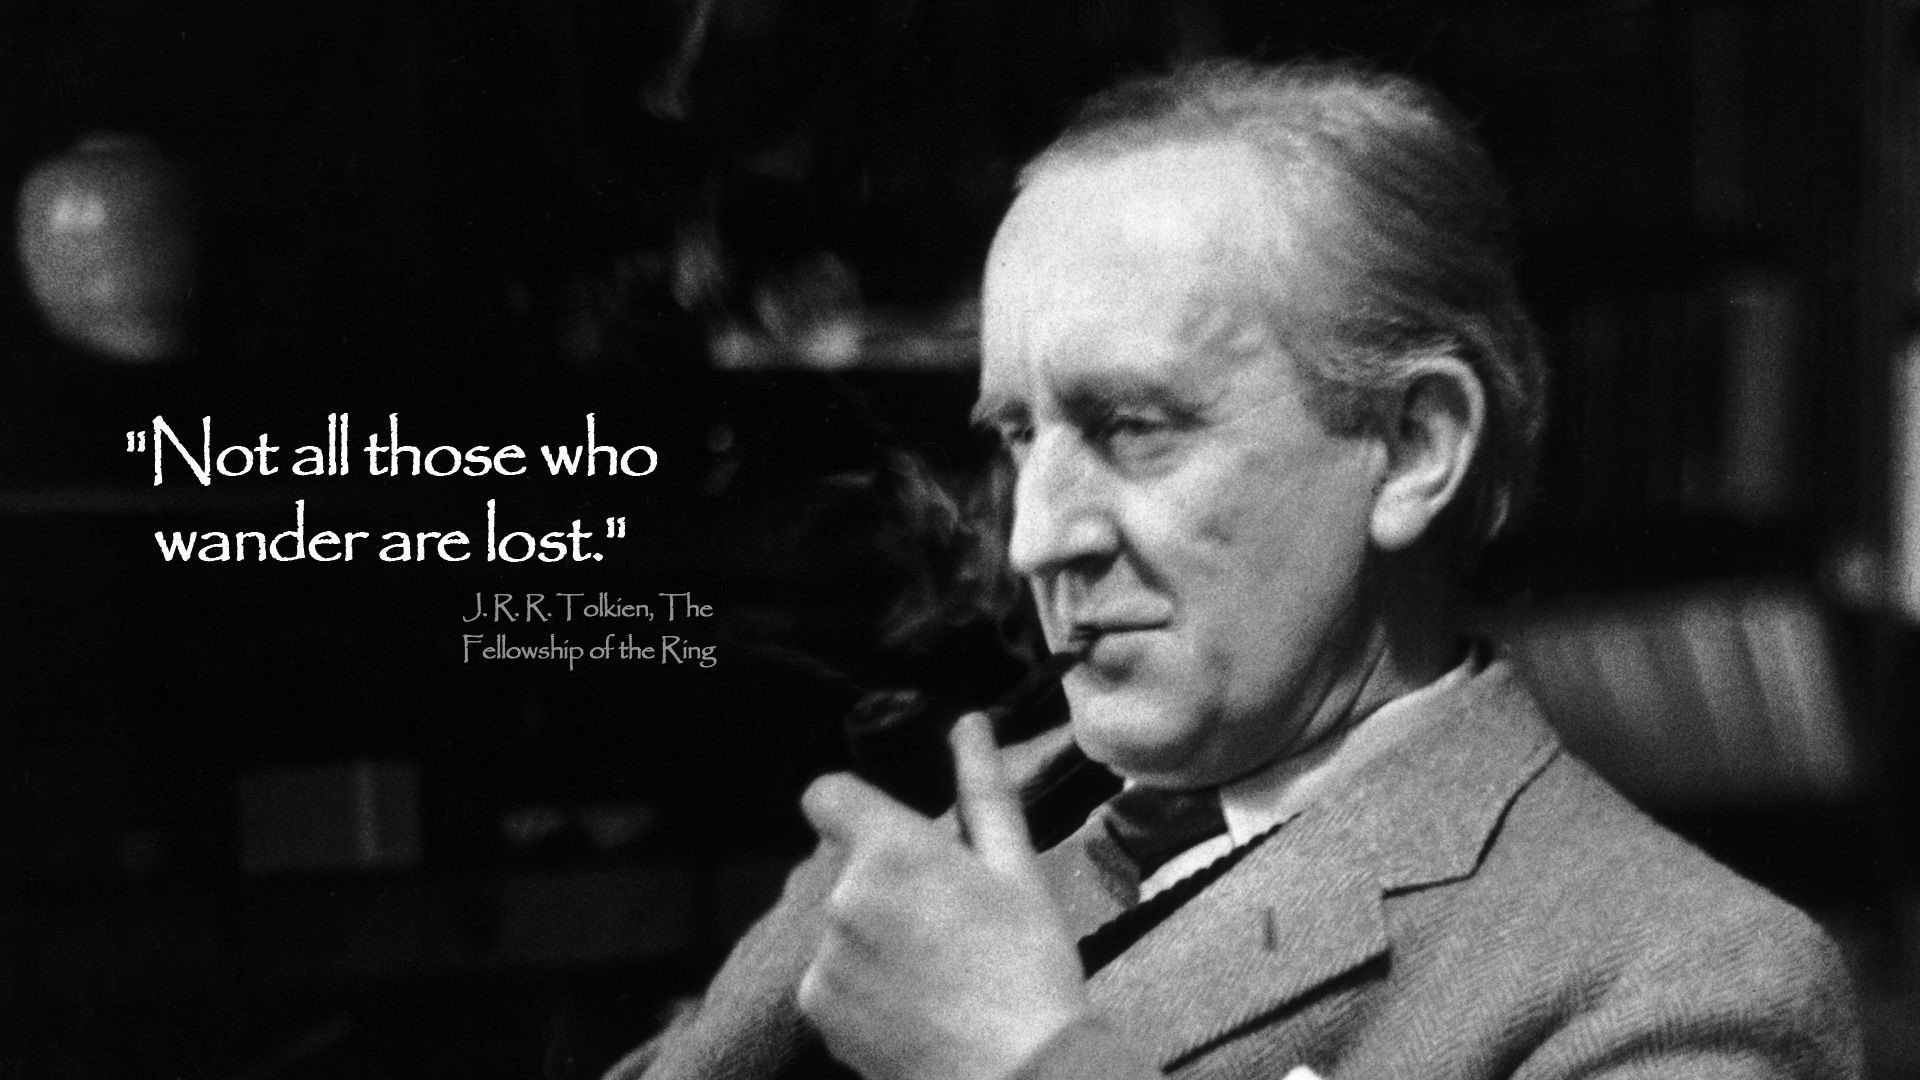 "Not all those who
wander are lost."
J. R. R. Tolkien, The
Fellowship of the Ring